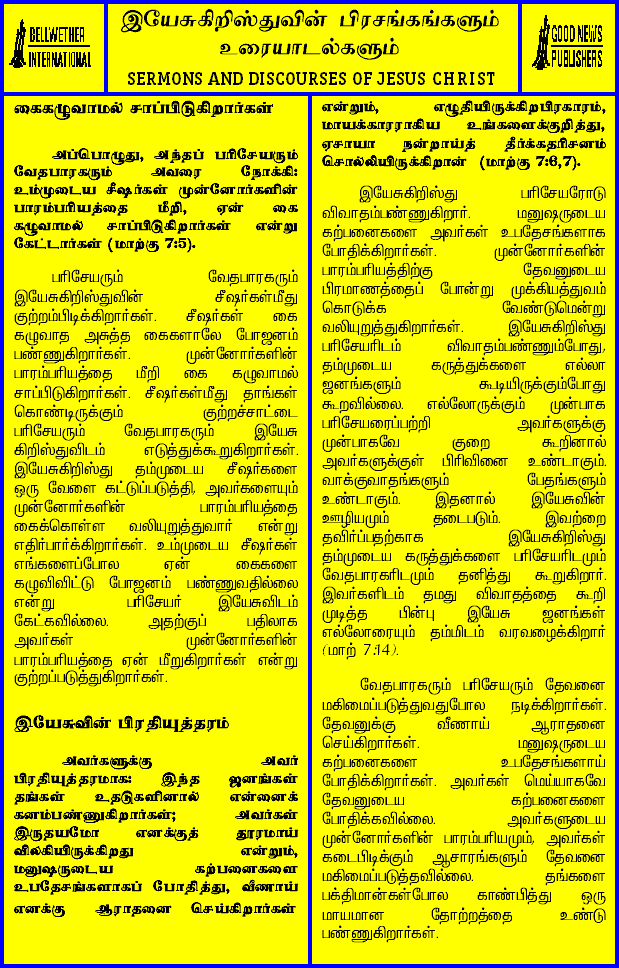 BELLWETHER
INTERNATIONAL
இயேசுகிறிஸ்துவின் பிரசங்கங்களும்
உரையாடல்களும்
SERMONS AND DISCOURSES OF JESUS CHRIST
GOOD NEWS
PUBLISHERS
கைகழுவாமல் சாப்பிடுகிறார்கள்
அப்பொழுது, அந்தப் பரிசேயரும்
வேதபாரகரும் அவரை நோக்கி:
உம்முடைய சீஷர்கள் முன்னோர்களின்
பாரம்பரியத்தை மீறி, ஏன் கை
கழுவாமல் சாப்பிடுகிறார்கள் என்று
கேட்டார்கள் (மாற்கு 7:5).
பரிசேயரும் வேதபாரகரும்
இயேசுகிறிஸ்துவின் சீஷர்கள்மீது
குற்றம்பிடிக்கிறார்கள். சீஷர்கள் கை
கழுவாத அசுத்த கைகளாலே போஜனம்
பண்ணுகிறார்கள். முன்னோர்களின்
பாரம்பரியத்தை மீறி கை கழுவாமல்
சாப்பிடுகிறார்கள். சீஷர்கள்மீது தாங்கள்
கொண்டிருக்கும் குற்றச்சாட்டை
பரிசேயரும் வேதபாரகரும் இயேசு
கிறிஸ்துவிடம் எடுத்துக்கூறுகிறார்கள்.
இயேசுகிறிஸ்து தம்முடைய சீஷர்களை
ஒரு வேளை கட்டுப்படுத்தி, அவர்களையும்
முன்னோர்களின் பாரம்பரியத்தை
கைக்கொள்ள வலியுறுத்துவார் என்று
எதிர்பார்க்கிறார்கள். உம்முடைய சீஷர்கள்
எங்களைப்போல ஏன் கைகளை
கழுவிவிட்டு போஜனம் பண்ணுவதில்லை
என்று பரிசேயர் இயேசுவிடம்
கேட்கவில்லை. அதற்குப் பதிலாக
அவர்கள் முன்னோர்களின்
பாரம்பரியத்தை ஏன் மீறுகிறார்கள் என்று
குற்றப்படுத்துகிறார்கள்.
இயேசுவின் பிரதியுத்தரம்
அவர்களுக்கு அவர்
பிரதியுத்தரமாக: இந்த ஜனங்கள்
தங்கள் உதடுகளினால் என்னைக்
கனம்பண்ணுகிறார்கள்; அவர்கள்
இருதயமோ எனக்குத் தூரமாய்
விலகியிருக்கிறது என்றும்,
மனுஷருடைய கற்பனைகளை
உபதேசங்களாகப் போதித்து, வீணாய்
எனக்கு ஆராதனை செய்கிறார்கள்
என்றும், எழுதியிருக்கிறபிரகாரம்,
மாயக்காரராகிய உங்களைக்குறித்து,
ஏசாயா நன்றாய்த் தீர்க்கதரிசனம்
சொல்லியிருக்கிறான் (மாற்கு 7:6,7).
இயேசுகிறிஸ்து பரிசேயரோடு
விவாதம்பண்ணுகிறார். மனுஷருடைய
கற்பனைகளை அவர்கள் உபதேசங்களாக
போதிக்கிறார்கள். முன்னோர்களின்
பாரம்பரியத்திற்கு தேவனுடைய
பிரமாணத்தைப் போன்று முக்கியத்துவம்
கொடுக்க வேண்டுமென்று
வலியுறுத்துகிறார்கள். இயேசுகிறிஸ்து
பரிசேயரிடம் விவாதம்பண்ணும்போது,
தம்முடைய கருத்துக்களை எல்லா
ஜனங்களும் கூடியிருக்கும்போது
கூறவில்லை. எல்லோருக்கும் முன்பாக
பரிசேயரைப்பற்றி அவர்களுக்கு
முன்பாகவே குறை கூறினால்
அவர்களுக்குள் பிரிவினை உண்டாகும்.
வாக்குவாதங்களும் பேதங்களும்
உண்டாகும். இதனால் இயேசுவின்
ஊழியமும் தடைபடும். இவற்றை
தவிர்ப்பதற்காக இயேசுகிறிஸ்து
தம்முடைய கருத்துக்களை பரிசேயரிடமும்
வேதபாரகரிடமும் தனித்து கூறுகிறார்.
இவர்களிடம் தமது விவாதத்தை கூறி
முடித்த பின்பு இயேசு ஜனங்கள்
எல்லோரையும் தம்மிடம் வரவழைக்கிறார்
(மாற் 7:14).
வேதபாரகரும் பரிசேயரும் தேவனை
மகிமைப்படுத்துவதுபோல நடிக்கிறார்கள்.
தேவனுக்கு வீணாய் ஆராதனை
செய்கிறார்கள். மனுஷருடைய
கற்பனைகளை உபதேசங்களாய்
போதிக்கிறார்கள். அவர்கள் மெய்யாகவே
தேவனுடைய கற்பனைகளை
போதிக்கவில்லை. அவர்களுடைய
முன்னோர்களின் பாரம்பரியமும், அவர்கள்
கடைபிடிக்கும் ஆசாரங்களும் தேவனை
மகிமைப்படுத்தவில்லை. தங்களை
பக்திமான்கள்போல காண்பித்து ஒரு
மாயமான தோற்றத்தை உண்டு
பண்ணுகிறார்கள்.